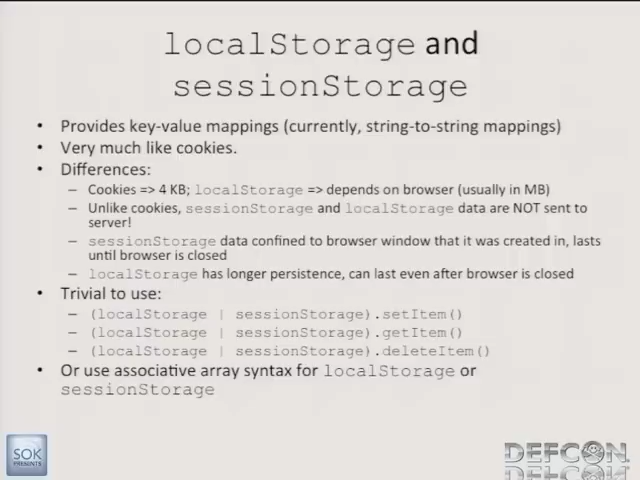 localStorage and
sessionStorage
• Provides key-value mappings (currently, string-to-string mappings)
• Very much like cookies.
• Differences:
– Cookies => 4 KB; localStorage => depends on browser (usually in MB)
– Unlike cookies, sessionStorage and localStorage data are NOT sent to
server!
– sessionStorage data confined to browser window that it was created in, lasts
until browser is closed
– localStorage has longer persistence, can last even after browser is closed
• Trivial to use:
– (localStorage | sessionStorage).setItem()
– (localStorage | sessionStorage).getItem()
– (localStorage | sessionStorage).deleteItem()
• Or use associative array syntax for localStorage or
sessionStorage
SOK
PRESENTS
DEFCON